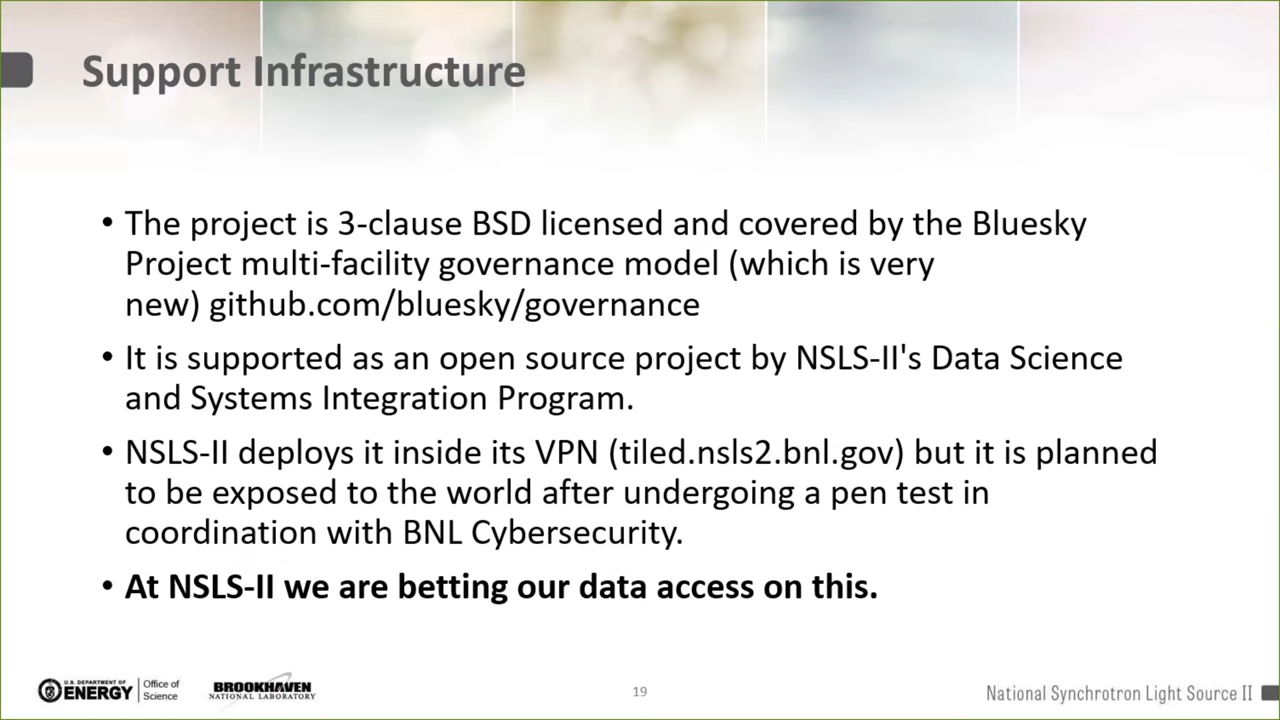 Support Infrastructure
• The project is 3-clause BSD licensed and covered by the Bluesky
Project multi-facility governance model (which is very
new) github.com/bluesky/governance
• It is supported as an open source project by NSLS-II's Data Science
and Systems Integration Program.
• NSLS-II deploys it inside its VPN (tiled.nsls2.bnl.gov) but it is planned
to be exposed to the world after undergoing a pen test in
coordination with BNL Cybersecurity.
• At NSLS-II we are betting our data access on this.
U.S. DEPARTMENT OF
ENERGY
Office of
Science
BROOKHAVEN
NATIONAL LABORATORY
19
National Synchrotron Light Source II